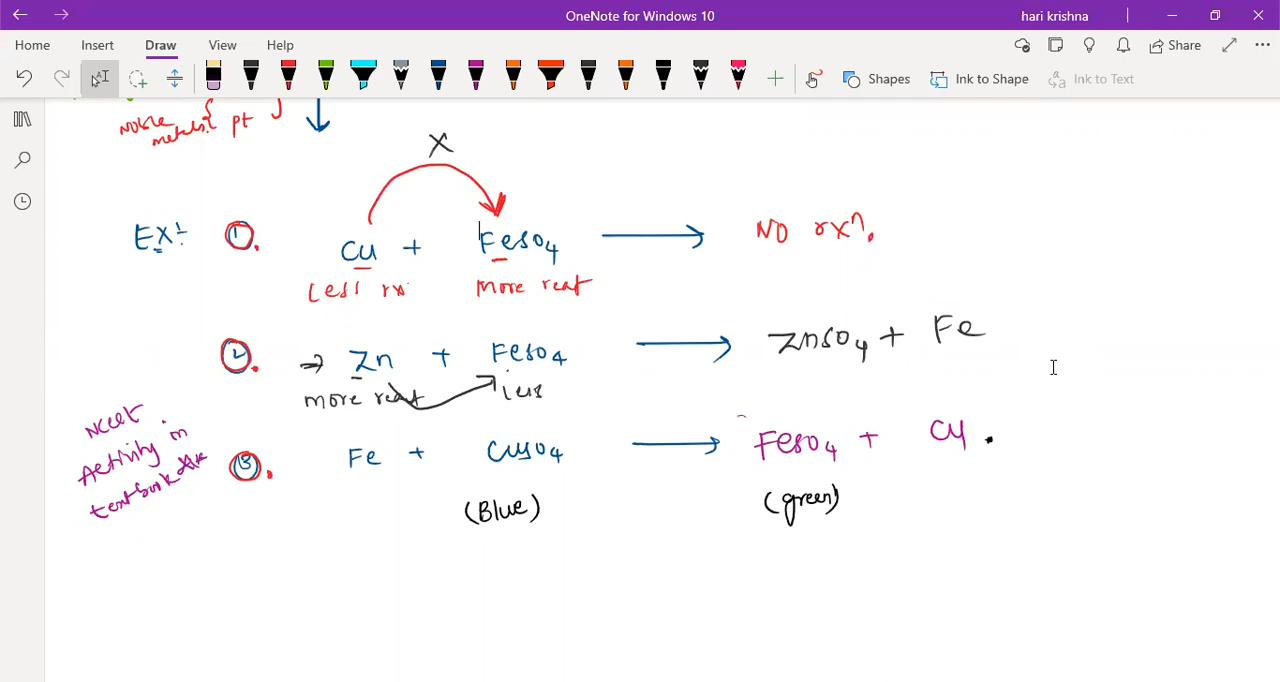 OneNote for Windows 10
hari krishna
Home Insert Draw View Help
Share
Shapes
Ink to Shape
Ink to Text
Noble metals { pt
X
EX: 1. Cu + FeSO4 → NO rxn.
Less rx more reat
2. → Zn + FeSO4 → ZnSO4 + Fe
more reat less
Ncert Activity in textbook
3. Fe + CuSO4 → FeSO4 + Cu.
(Blue) (green)